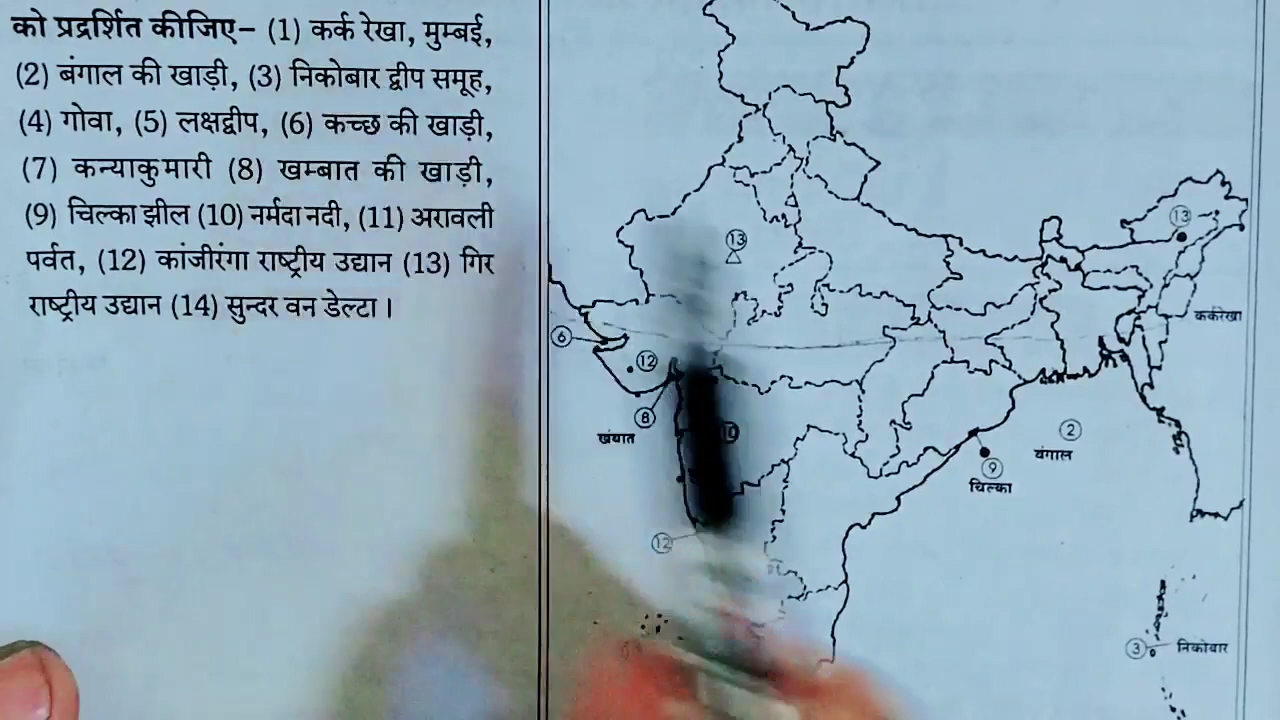 को प्रदर्शित कीजिए– (1) कर्क रेखा, मुम्बई,
(2) बंगाल की खाड़ी, (3) निकोबार द्वीप समूह,
(4) गोवा, (5) लक्षद्वीप, (6) कच्छ की खाड़ी,
(7) कन्याकुमारी (8) खम्बात की खाड़ी,
(9) चिल्का झील (10) नर्मदा नदी, (11) अरावली
पर्वत, (12) कांजीरंगा राष्ट्रीय उद्यान (13) गिर
राष्ट्रीय उद्यान (14) सुन्दर वन डेल्टा।
13
13
कर्करेखा
6
12
8
खंबात
10
2
बंगाल
9
चिल्का
12
3 निकोबार